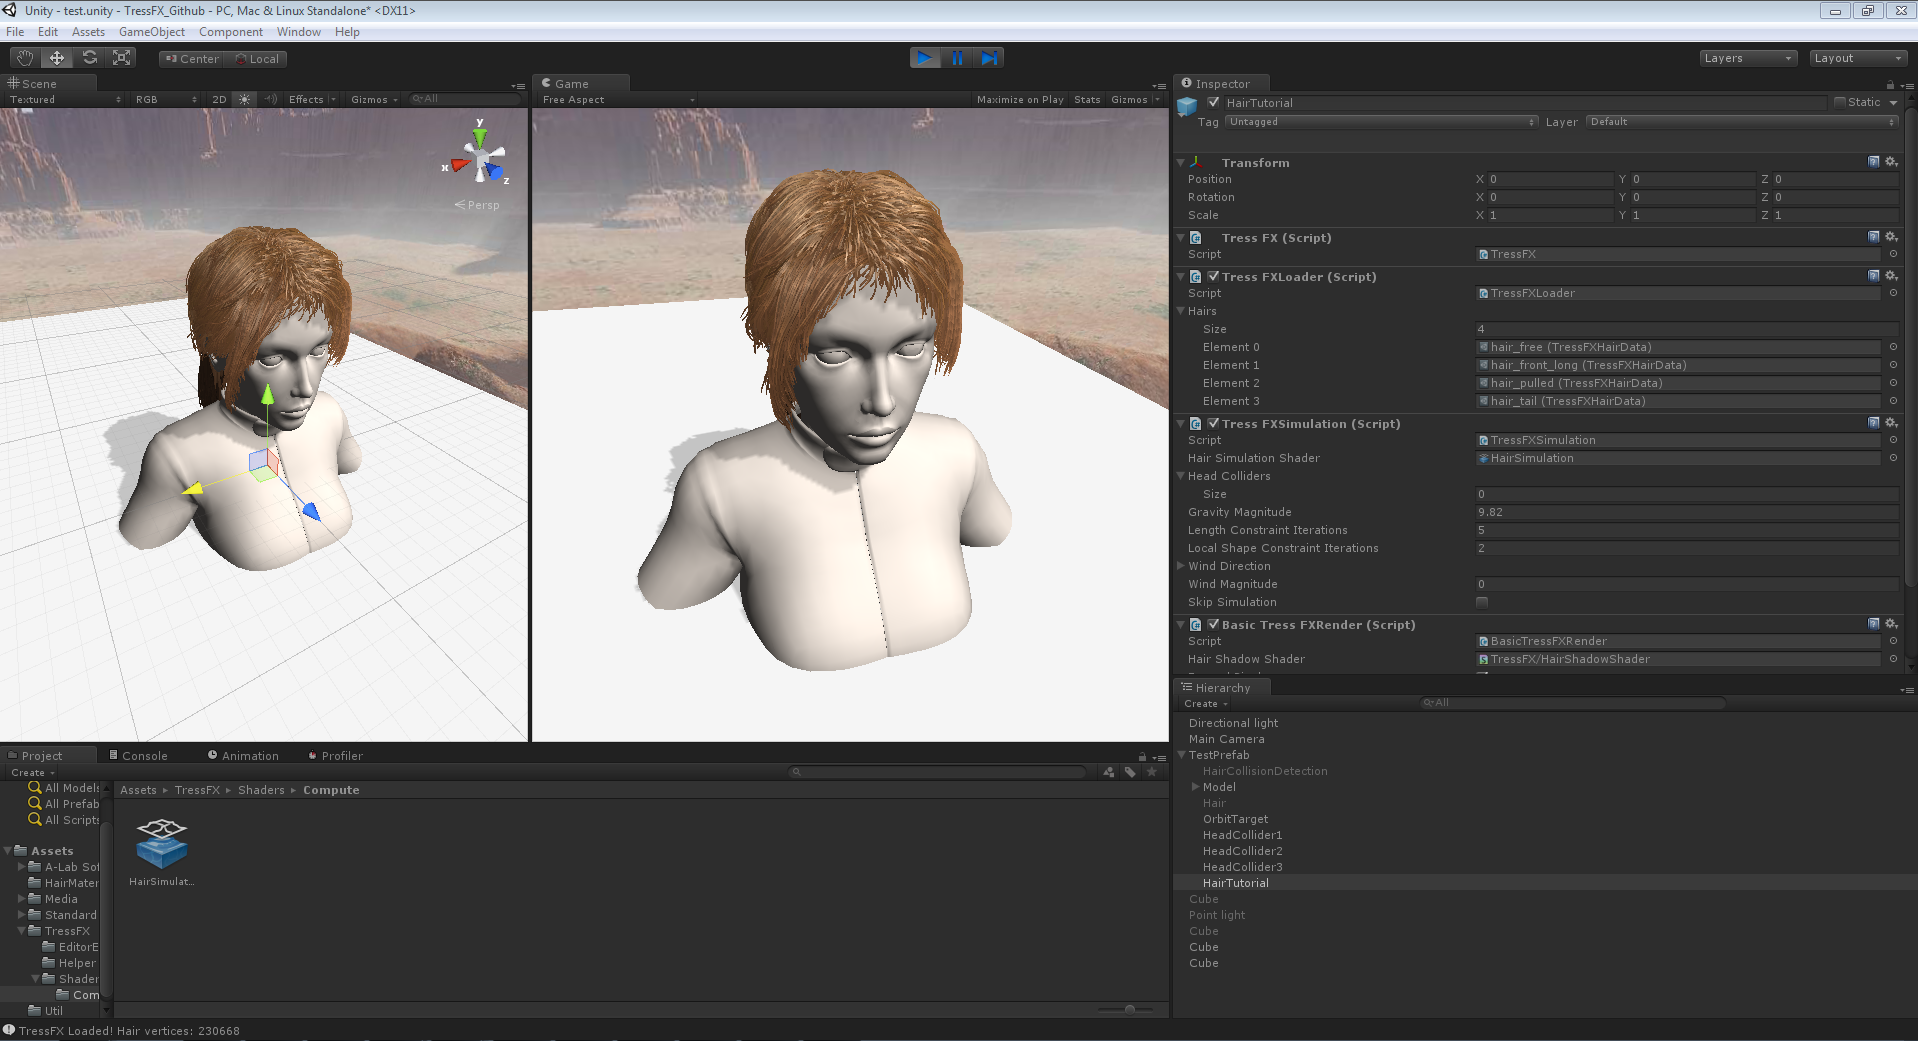 Unity - test.unity - TressFX_Github - PC, Mac & Linux Standalone* <DX11>
File Edit Assets GameObject Component Window Help
Center Local Layers Layout
Scene
Textured RGB 2D Effects Gizmos All
y
x
z
Persp
Game
Free Aspect Maximize on Play Stats Gizmos
Inspector
HairTutorial Static
Tag Untagged Layer Default
Transform
Position X 0 Y 0 Z 0
Rotation X 0 Y 0 Z 0
Scale X 1 Y 1 Z 1
Tress FX (Script)
Script TressFX
Tress FXLoader (Script)
Script TressFXLoader
Hairs
Size 4
Element 0 hair_free (TressFXHairData)
Element 1 hair_front_long (TressFXHairData)
Element 2 hair_pulled (TressFXHairData)
Element 3 hair_tail (TressFXHairData)
Tress FXSimulation (Script)
Script TressFXSimulation
Hair Simulation Shader HairSimulation
Head Colliders
Size 0
Gravity Magnitude 9.82
Length Constraint Iterations 5
Local Shape Constraint Iterations 2
Wind Direction
Wind Magnitude 0
Skip Simulation
Basic Tress FXRender (Script)
Script BasicTressFXRender
Hair Shadow Shader TressFX/HairShadowShader
Hierarchy
Create All
Directional light
Main Camera
TestPrefab
HairCollisionDetection
Model
Hair
OrbitTarget
HeadCollider1
HeadCollider2
HeadCollider3
HairTutorial
Cube
Point light
Cube
Cube
Cube
Project Console Animation Profiler
Create
All Models
All Prefab
All Scripts
Assets
A-Lab Sof
HairMater
Media
Standard
TressFX
EditorE
Helper
Shader
Com
Util
Assets ▸ TressFX ▸ Shaders ▸ Compute
HairSimulat...
TressFX Loaded! Hair vertices: 230668